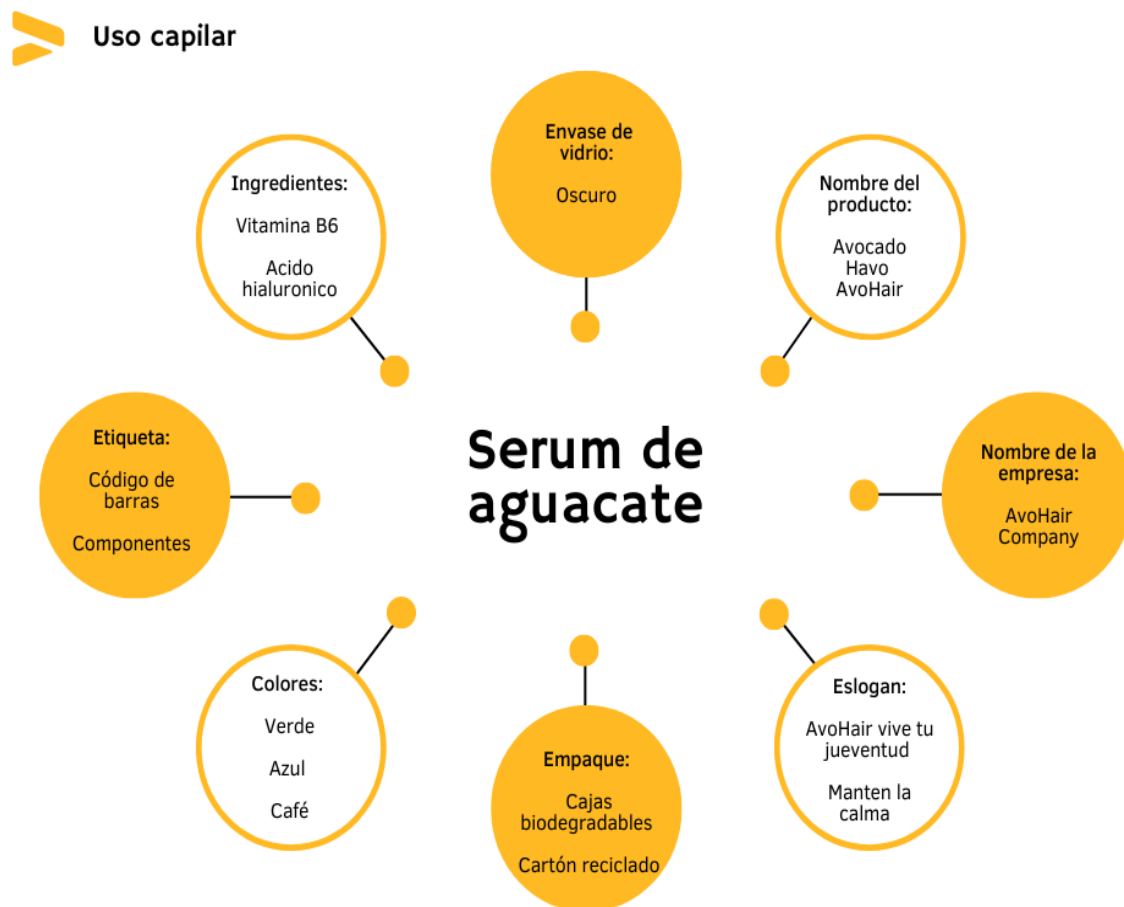 Uso capilar
Envase de
vidrio:
Oscuro
Ingredientes:
Vitamina B6
Acido
hialuronico
Nombre del
producto:
Avocado
Havo
AvoHair
Etiqueta:
Código de
barras
Componentes
Serum de
aguacate
Nombre de la
empresa:
AvoHair
Company
Colores:
Verde
Azul
Café
Empaque:
Cajas
biodegradables
Cartón reciclado
Eslogan:
AvoHair vive tu
jueventud
Manten la
calma